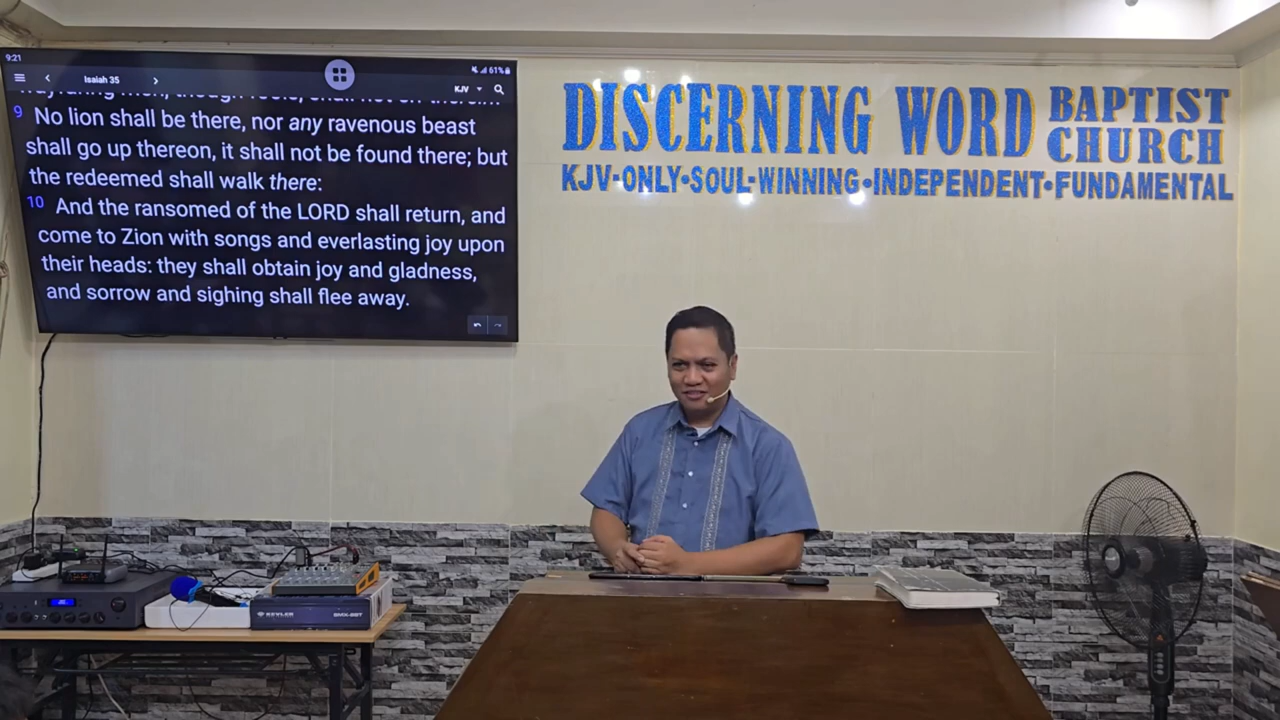 9:21
61%
Isaiah 35
KJV
9 No lion shall be there, nor any ravenous beast
shall go up thereon, it shall not be found there; but
the redeemed shall walk there:
10 And the ransomed of the LORD shall return, and
come to Zion with songs and everlasting joy upon
their heads: they shall obtain joy and gladness,
and sorrow and sighing shall flee away.
DISCERNING WORD BAPTIST
CHURCH
KJV-ONLY•SOUL-WINNING•INDEPENDENT•FUNDAMENTAL
KEVLER